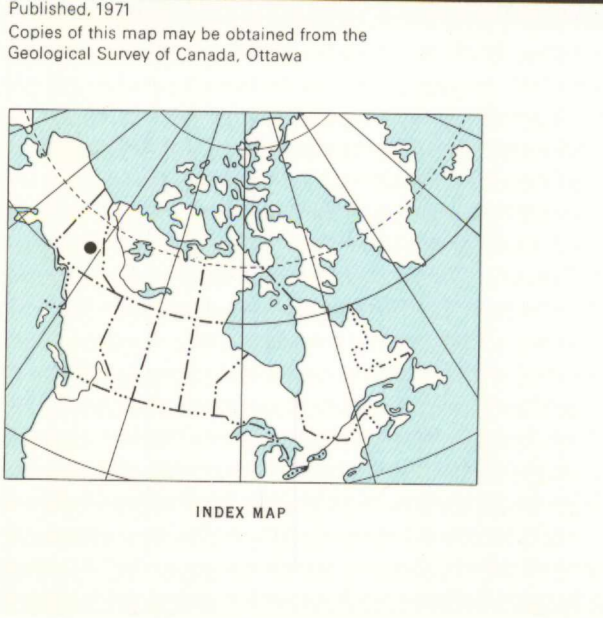 Published, 1971
Copies of this map may be obtained from the
Geological Survey of Canada, Ottawa
INDEX MAP